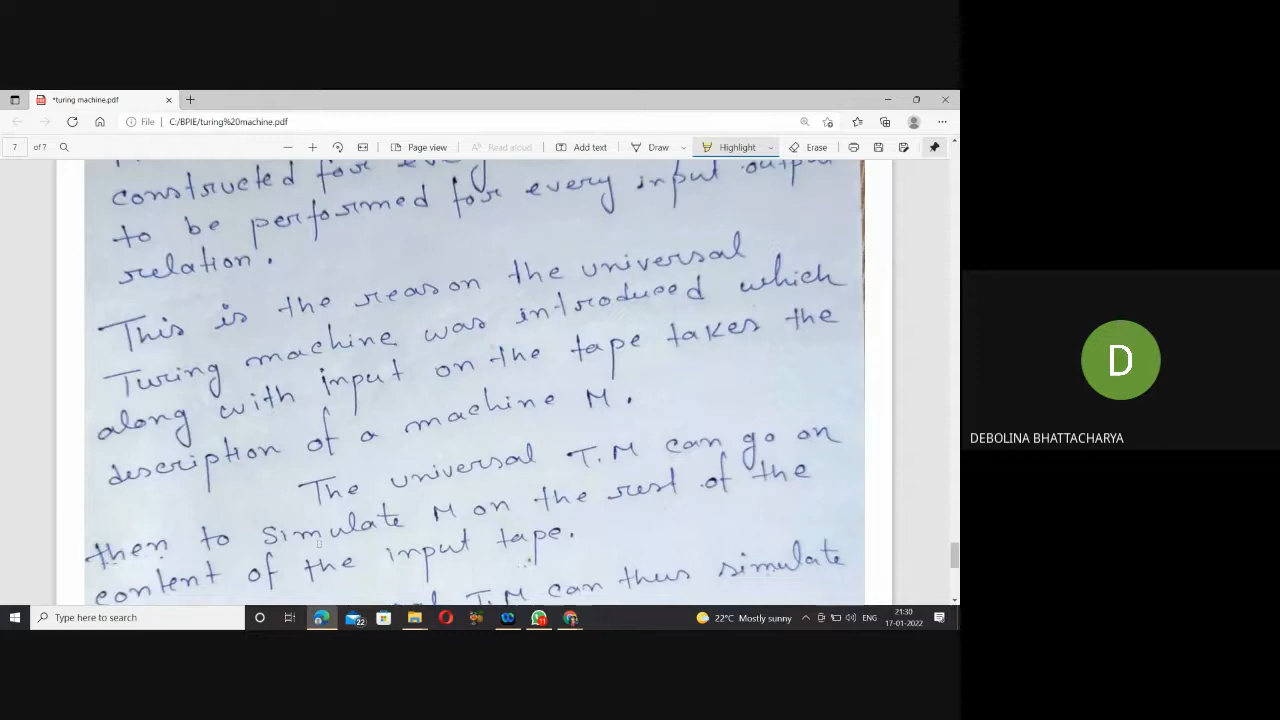 *turing machine.pdf
File C:/BPIE/turing%20machine.pdf
7 of 7 Page view Read aloud Add text Draw Highlight Erase
constructed for
to be performed for every input output
relation.
This is the reason the universal
Turing machine was introduced which
along with input on the tape takes the
description of a machine M.
The universal T.M can go on
then to simulate M on the rest of the
content of the input tape.
T.M can thus simulate
D
DEBOLINA BHATTACHARYA
Type here to search
22
11
22°C Mostly sunny
ENG
21:30
17-01-2022